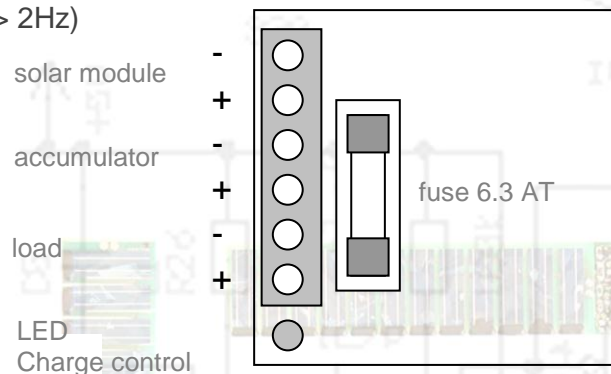 > 2Hz)
solar module
-
+
accumulator
-
+
fuse 6.3 AT
load
-
+
LED
Charge control